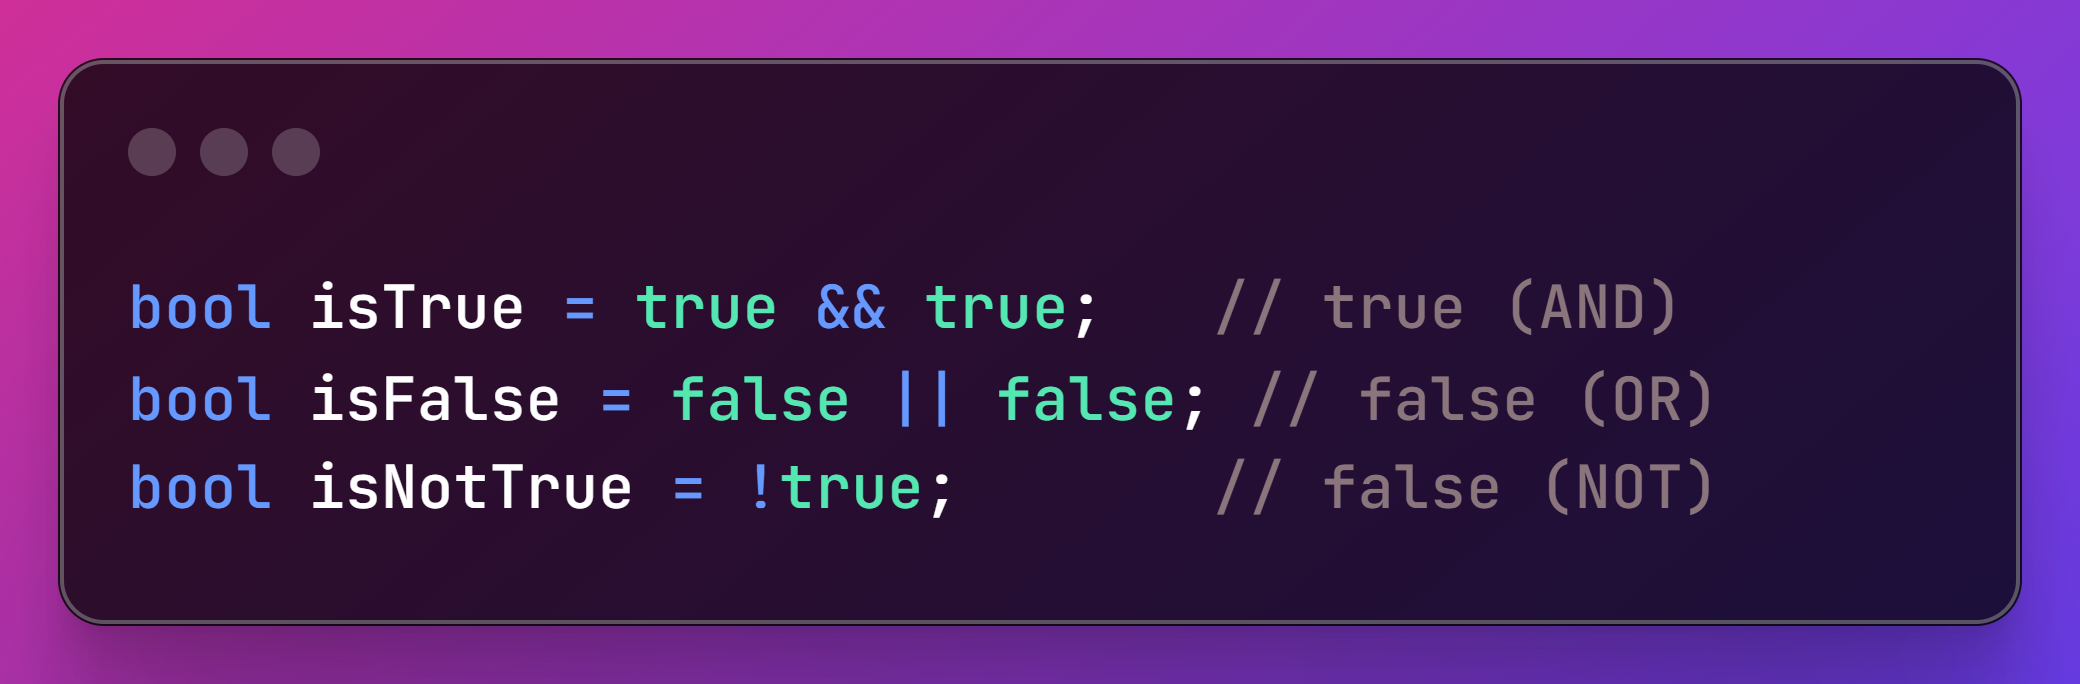 bool isTrue = true && true;   // true (AND)
bool isFalse = false || false; // false (OR)
bool isNotTrue = !true;       // false (NOT)